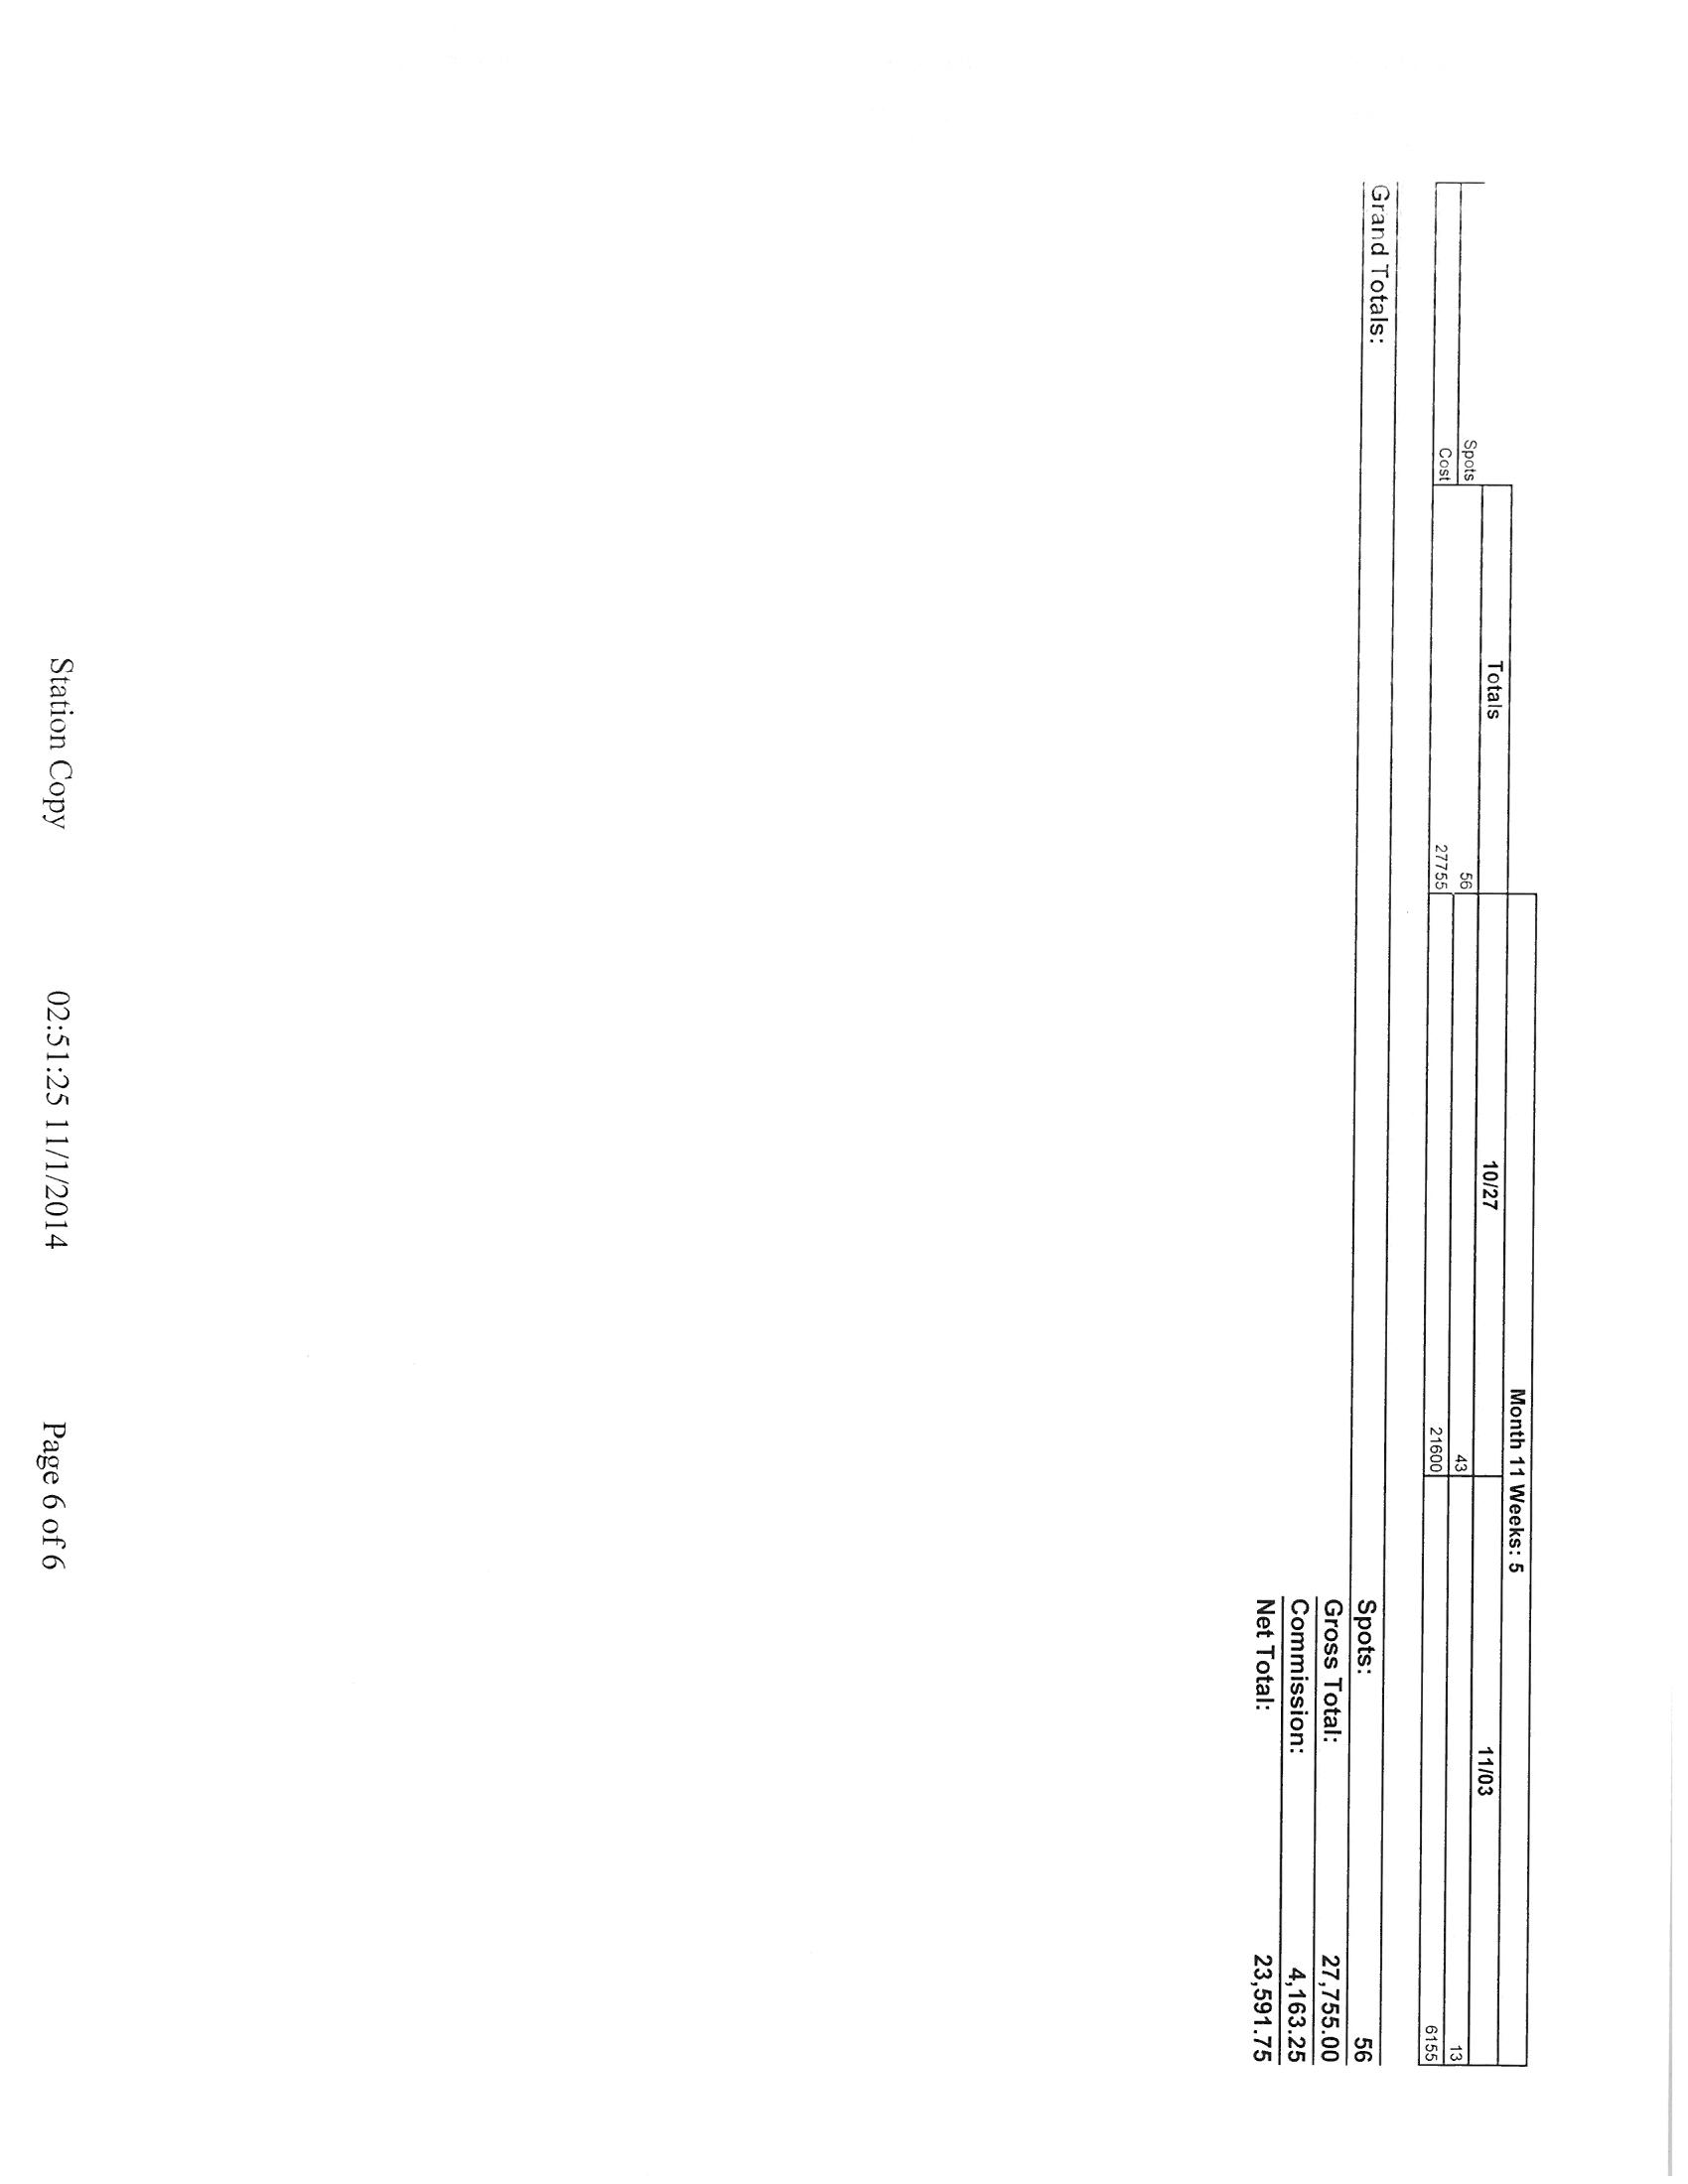 Month 11 Weeks: 5
Totals 10/27 11/03
Spots 56 43 13
Cost 27755 21600 6155
Grand Totals:
Spots: 56
Gross Total: 27,755.00
Commission: 4,163.25
Net Total: 23,591.75
Station Copy 02:51:25 11/1/2014 Page 6 of 6